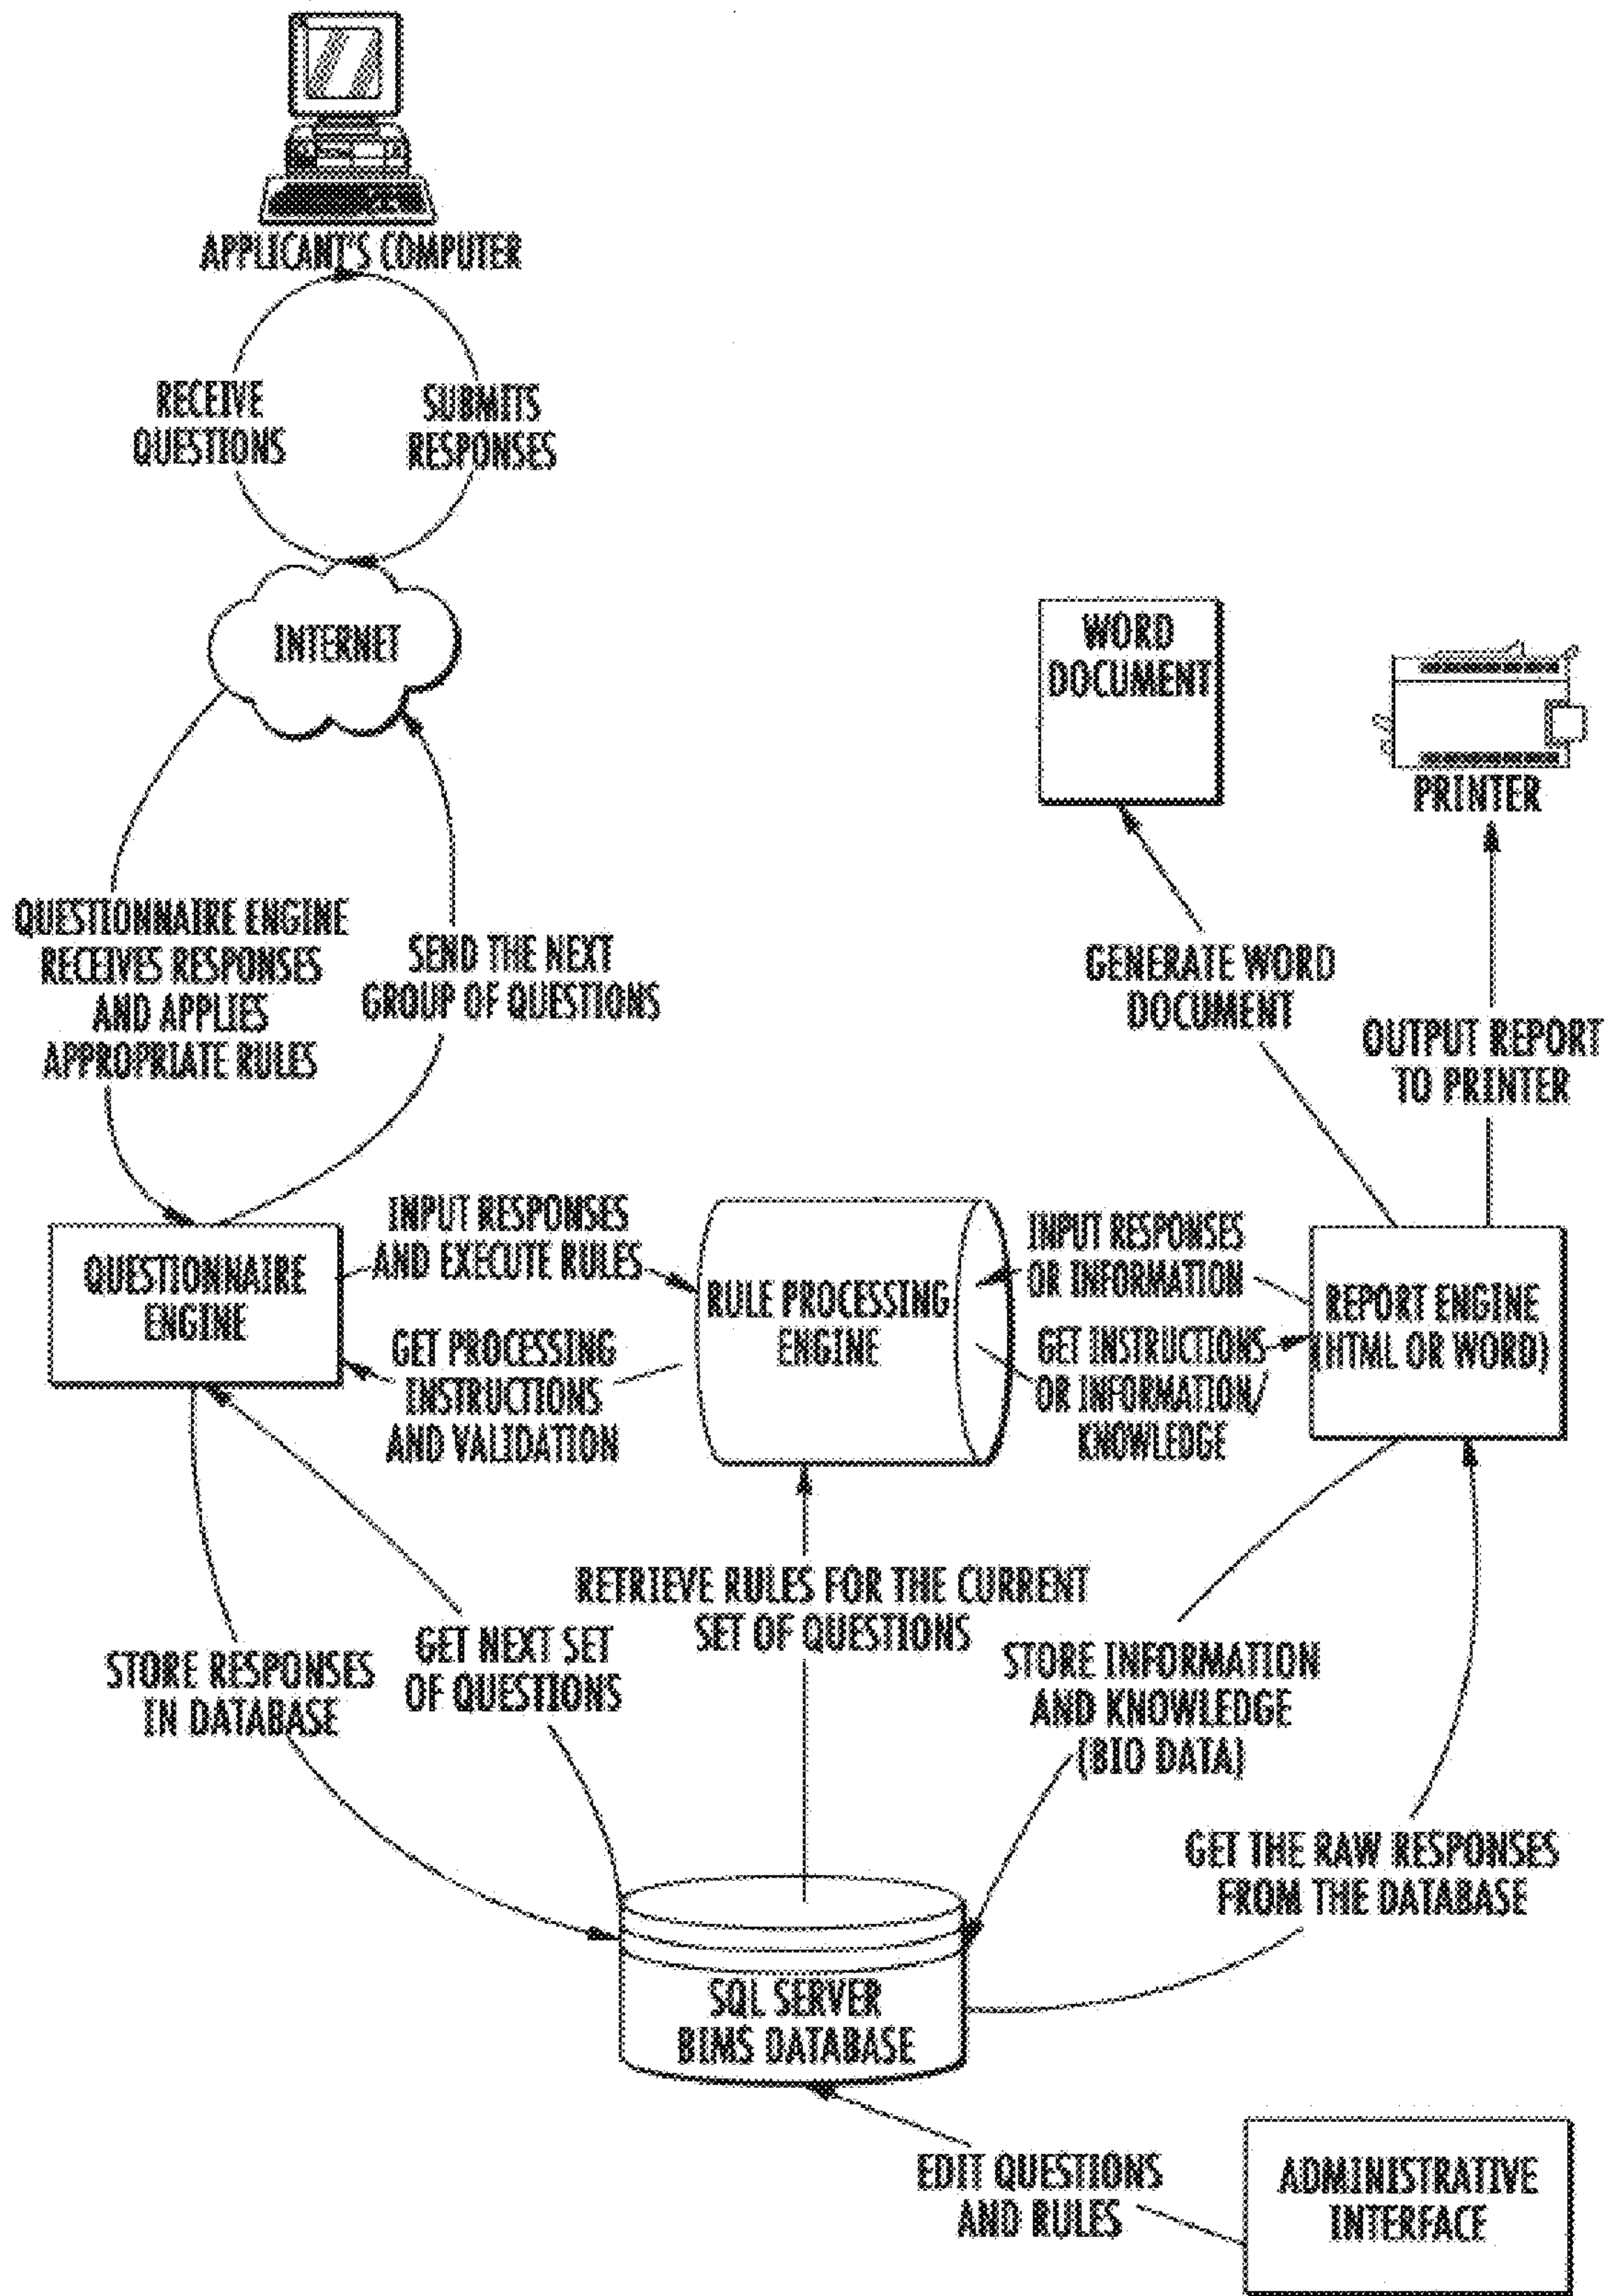 APPLICANT'S COMPUTER
RECEIVE
QUESTIONS
SUBMITS
RESPONSES
INTERNET
WORD
DOCUMENT
PRINTER
QUESTIONNAIRE ENGINE
RECEIVES RESPONSES
AND APPLIES
APPROPRIATE RULES
SEND THE NEXT
GROUP OF QUESTIONS
GENERATE WORD
DOCUMENT
OUTPUT REPORT
TO PRINTER
QUESTIONNAIRE
ENGINE
INPUT RESPONSES
AND EXECUTE RULES
GET PROCESSING
INSTRUCTIONS
AND VALIDATION
RULE PROCESSING
ENGINE
INPUT RESPONSES
OR INFORMATION
GET INSTRUCTIONS
OR INFORMATION/
KNOWLEDGE
REPORT ENGINE
(HTML OR WORD)
STORE RESPONSES
IN DATABASE
GET NEXT SET
OF QUESTIONS
RETRIEVE RULES FOR THE CURRENT
SET OF QUESTIONS
STORE INFORMATION
AND KNOWLEDGE
(BIO DATA)
GET THE RAW RESPONSES
FROM THE DATABASE
SQL SERVER
BIMS DATABASE
EDIT QUESTIONS
AND RULES
ADMINISTRATIVE
INTERFACE